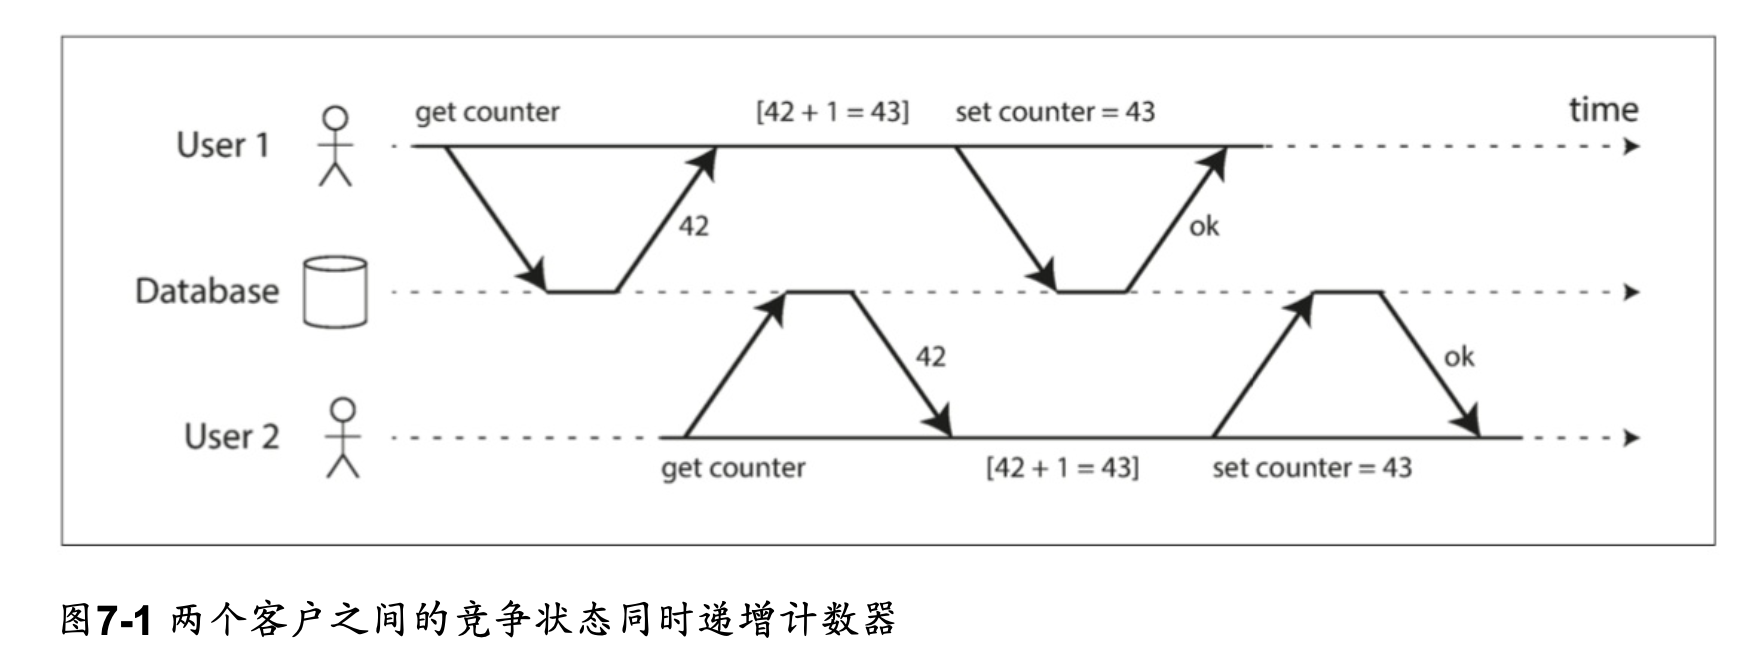 get counter [42 + 1 = 43] set counter = 43 time
User 1
42 ok
Database
42 ok
User 2
get counter [42 + 1 = 43] set counter = 43
图7-1 两个客户之间的竞争状态同时递增计数器